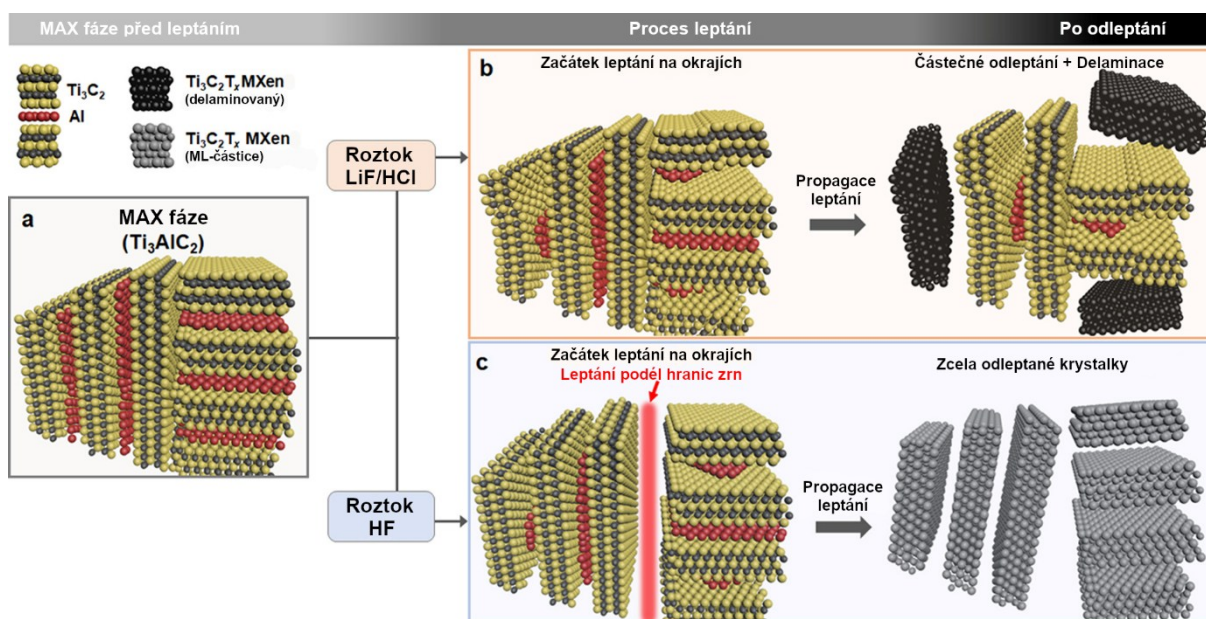 MAX fáze před leptáním
Proces leptání
Po odleptání
Ti₃C₂
Al
Ti₃C₂Tₓ MXen
(delaminovaný)
Ti₃C₂Tₓ MXen
(ML-částice)
a
MAX fáze
(Ti₃AlC₂)
Roztok
LiF/HCl
Roztok
HF
b
Začátek leptání na okrajích
Propagace
leptání
Částečné odleptání + Delaminace
c
Začátek leptání na okrajích
Leptání podél hranic zrn
Propagace
leptání
Zcela odleptané krystalky